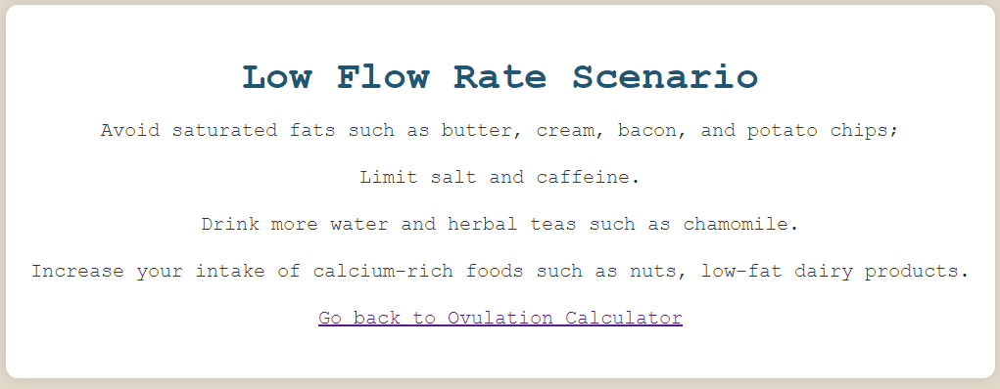 Low Flow Rate Scenario
Avoid saturated fats such as butter, cream, bacon, and potato chips;
Limit salt and caffeine.
Drink more water and herbal teas such as chamomile.
Increase your intake of calcium-rich foods such as nuts, low-fat dairy products.
Go back to Ovulation Calculator